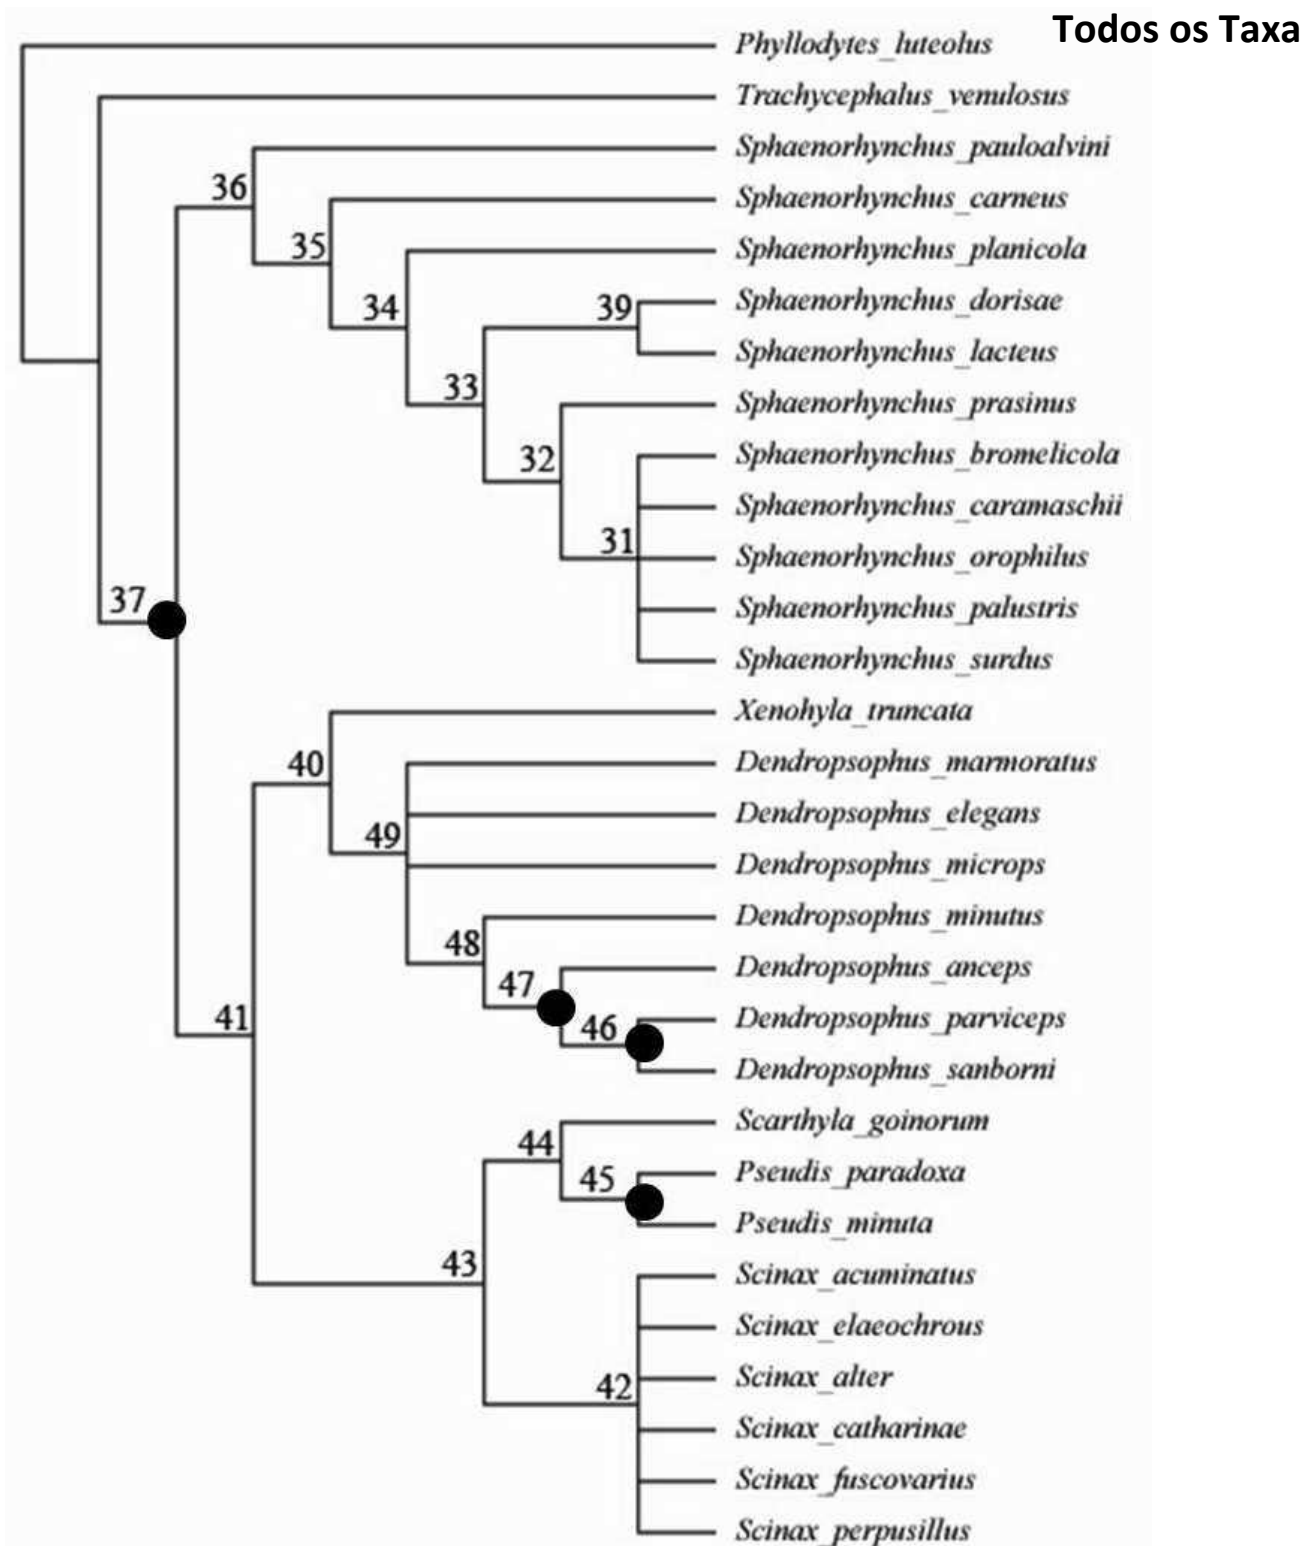 Todos os Taxa
Phyllodytes_luteolus
Trachycephalus_venulosus
Sphaenorhynchus_pauloalvini
36
Sphaenorhynchus_carneus
35
Sphaenorhynchus_planicola
34
39
Sphaenorhynchus_dorisae
Sphaenorhynchus_lacteus
33
Sphaenorhynchus_prasinus
32
Sphaenorhynchus_bromelicola
Sphaenorhynchus_caramaschii
31
Sphaenorhynchus_orophilus
37
Sphaenorhynchus_palustris
Sphaenorhynchus_surdus
Xenohyla_truncata
40
Dendropsophus_marmoratus
Dendropsophus_elegans
49
Dendropsophus_microps
Dendropsophus_minutus
48
Dendropsophus_anceps
47
41
46
Dendropsophus_parviceps
Dendropsophus_sanborni
Scarthyla_goinorum
44
Pseudis_paradoxa
45
Pseudis_minuta
43
Scinax_acuminatus
Scinax_elaeochrous
Scinax_alter
42
Scinax_catharinae
Scinax_fuscovarius
Scinax_perpusillus